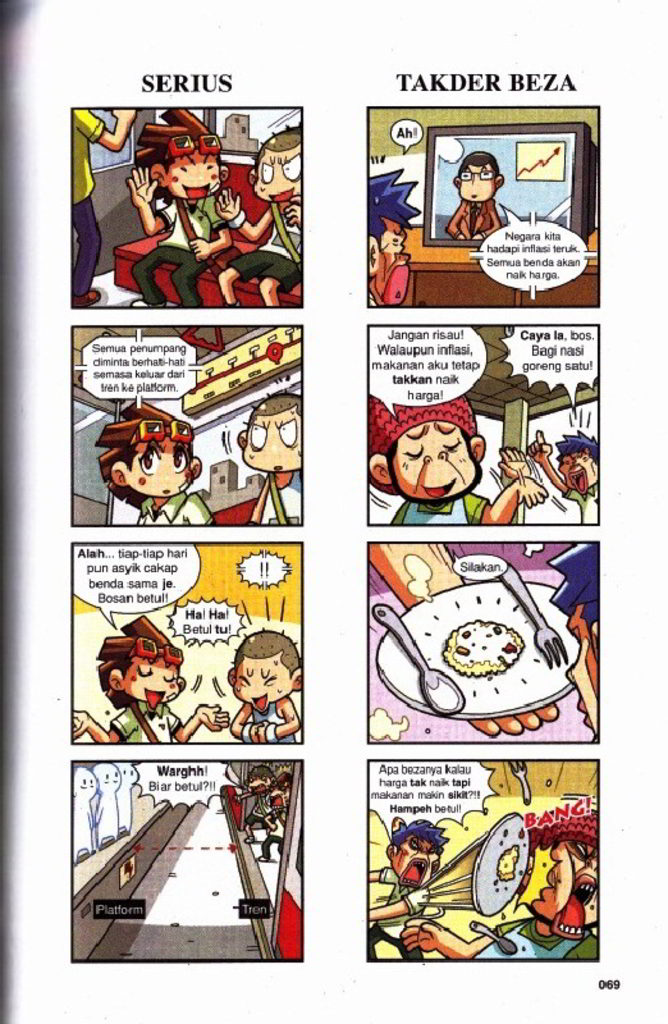 SERIUS
Semua penumpang
diminta berhati-hati
semasa keluar dari
tren ke platform.
Alah... tiap-tiap hari
pun asyik cakap
benda sama je.
Bosan betul!
!!
Ha! Ha!
Betul tu!
Warghh!
Biar betul?!!
Platform
Tren
TAKDER BEZA
Ah!
Negara kita
hadapi inflasi teruk.
Semua benda akan
naik harga.
Jangan risau!
Walaupun inflasi,
makanan aku tetap
takkan naik
harga!
Caya la, bos.
Bagi nasi
goreng satu!
Silakan.
Apa bezanya kalau
harga tak naik tapi
makanan makin sikit?!!
Hampeh betul!
BANG!
069